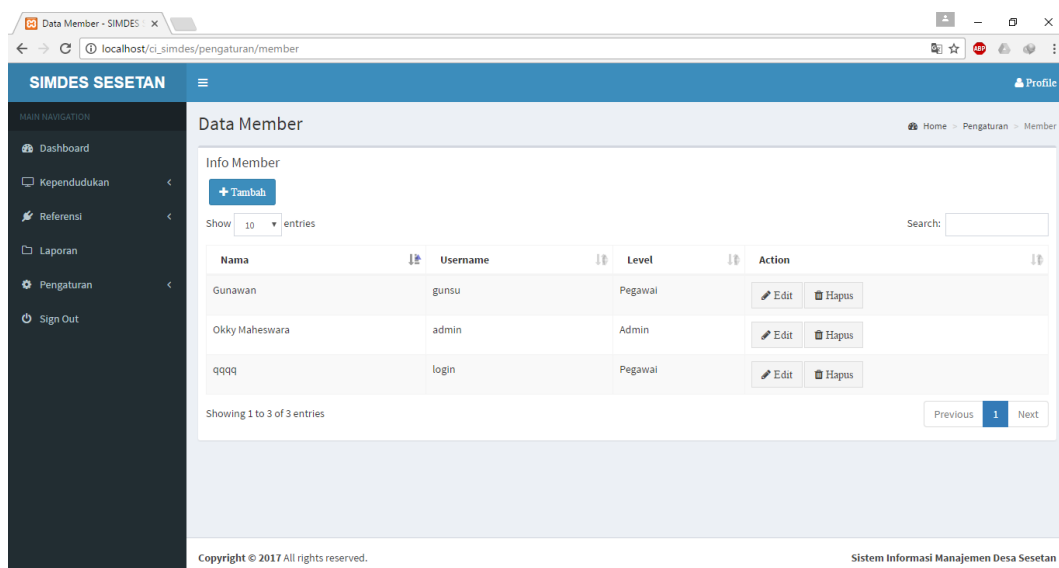 Data Member - SIMDES
localhost/ci_simdes/pengaturan/member
ABP
SIMDES SESETAN
Profile
MAIN NAVIGATION
Dashboard
Kependudukan
Referensi
Laporan
Pengaturan
Sign Out
Data Member
Home > Pengaturan > Member
Info Member
Tambah
Show 10 entries
Search:
Nama Username Level Action
Gunawan gunsu Pegawai Edit Hapus
Okky Maheswara admin Admin Edit Hapus
qqqq login Pegawai Edit Hapus
Showing 1 to 3 of 3 entries
Previous 1 Next
Copyright © 2017 All rights reserved.
Sistem Informasi Manajemen Desa Sesetan